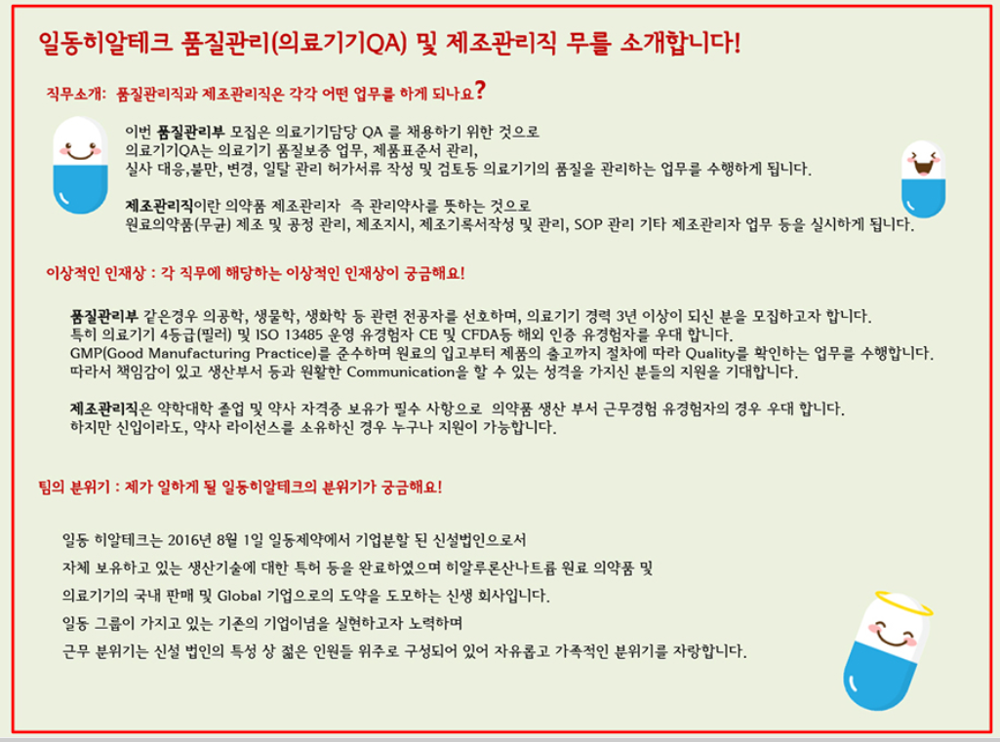 일동히알테크 품질관리(의료기기QA) 및 제조관리직 무를 소개합니다!
직무소개: 품질관리직과 제조관리직은 각각 어떤 업무를 하게 되나요?
이번 품질관리부 모집은 의료기기담당 QA 를 채용하기 위한 것으로
의료기기QA는 의료기기 품질보증 업무, 제품표준서 관리,
실사 대응,불만, 변경, 일탈 관리 허가서류 작성 및 검토등 의료기기의 품질을 관리하는 업무를 수행하게 됩니다.
제조관리직이란 의약품 제조관리자 즉 관리약사를 뜻하는 것으로
원료의약품(무균) 제조 및 공정 관리, 제조지시, 제조기록서작성 및 관리, SOP 관리 기타 제조관리자 업무 등을 실시하게 됩니다.
이상적인 인재상 : 각 직무에 해당하는 이상적인 인재상이 궁금해요!
품질관리부 같은경우 의공학, 생물학, 생화학 등 관련 전공자를 선호하며, 의료기기 경력 3년 이상이 되신 분을 모집하고자 합니다.
특히 의료기기 4등급(필러) 및 ISO 13485 운영 유경험자 CE 및 CFDA등 해외 인증 유경험자를 우대 합니다.
GMP(Good Manufacturing Practice)를 준수하며 원료의 입고부터 제품의 출고까지 절차에 따라 Quality를 확인하는 업무를 수행합니다.
따라서 책임감이 있고 생산부서 등과 원활한 Communication을 할 수 있는 성격을 가지신 분들의 지원을 기대합니다.
제조관리직은 약학대학 졸업 및 약사 자격증 보유가 필수 사항으로 의약품 생산 부서 근무경험 유경험자의 경우 우대 합니다.
하지만 신입이라도, 약사 라이선스를 소유하신 경우 누구나 지원이 가능합니다.
팀의 분위기 : 제가 일하게 될 일동히알테크의 분위기가 궁금해요!
일동 히알테크는 2016년 8월 1일 일동제약에서 기업분할 된 신설법인으로서
자체 보유하고 있는 생산기술에 대한 특허 등을 완료하였으며 히알루론산나트륨 원료 의약품 및
의료기기의 국내 판매 및 Global 기업으로의 도약을 도모하는 신생 회사입니다.
일동 그룹이 가지고 있는 기존의 기업이념을 실현하고자 노력하며
근무 분위기는 신설 법인의 특성 상 젊은 인원들 위주로 구성되어 있어 자유롭고 가족적인 분위기를 자랑합니다.